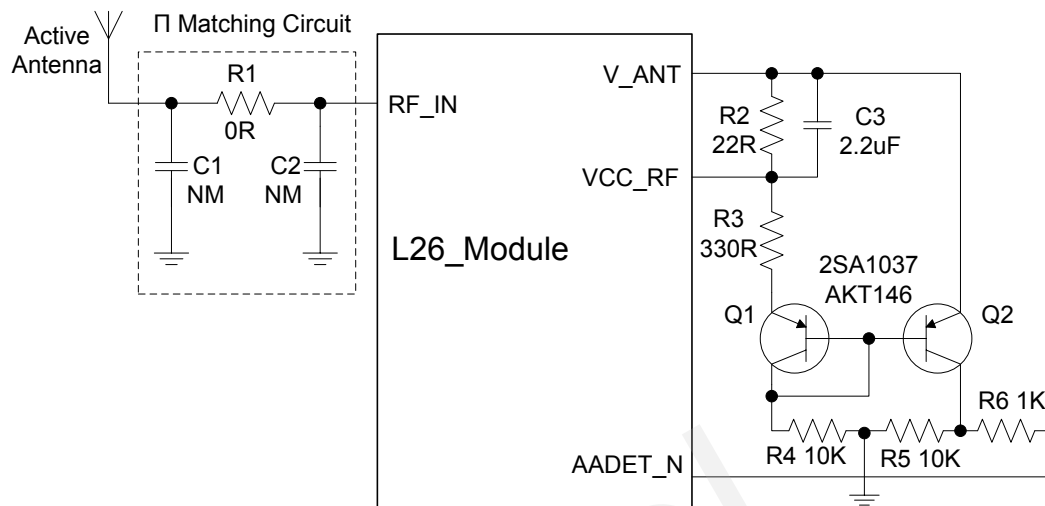 Π Matching Circuit
Active
Antenna
R1
0R
C1
NM
C2
NM
RF_IN
L26_Module
V_ANT
VCC_RF
AADET_N
R2
22R
C3
2.2uF
R3
330R
2SA1037
AKT146
Q1
Q2
R4 10K
R5 10K
R6 1K